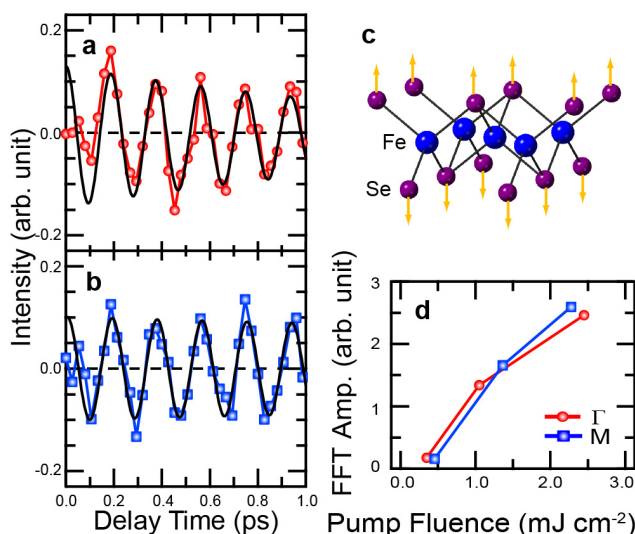 a
0.2
0.0
-0.2
b
0.2
0.0
-0.2
Intensity (arb. unit)
0.0 0.2 0.4 0.6 0.8 1.0
Delay Time (ps)
c
Fe
Se
d
3
2
1
0
FFT Amp. (arb. unit)
Γ
M
0.0 1.0 2.0 3.0
Pump Fluence (mJ cm⁻²)